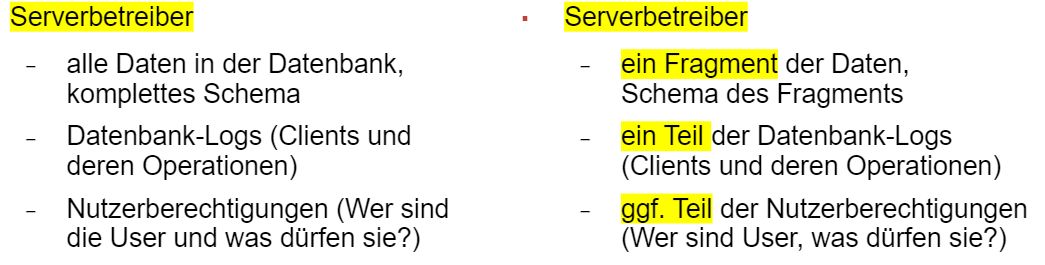 Serverbetreiber
– alle Daten in der Datenbank,
komplettes Schema
– Datenbank-Logs (Clients und
deren Operationen)
– Nutzerberechtigungen (Wer sind
die User und was dürfen sie?)
▪ Serverbetreiber
– ein Fragment der Daten,
Schema des Fragments
– ein Teil der Datenbank-Logs
(Clients und deren Operationen)
– ggf. Teil der Nutzerberechtigungen
(Wer sind User, was dürfen sie?)